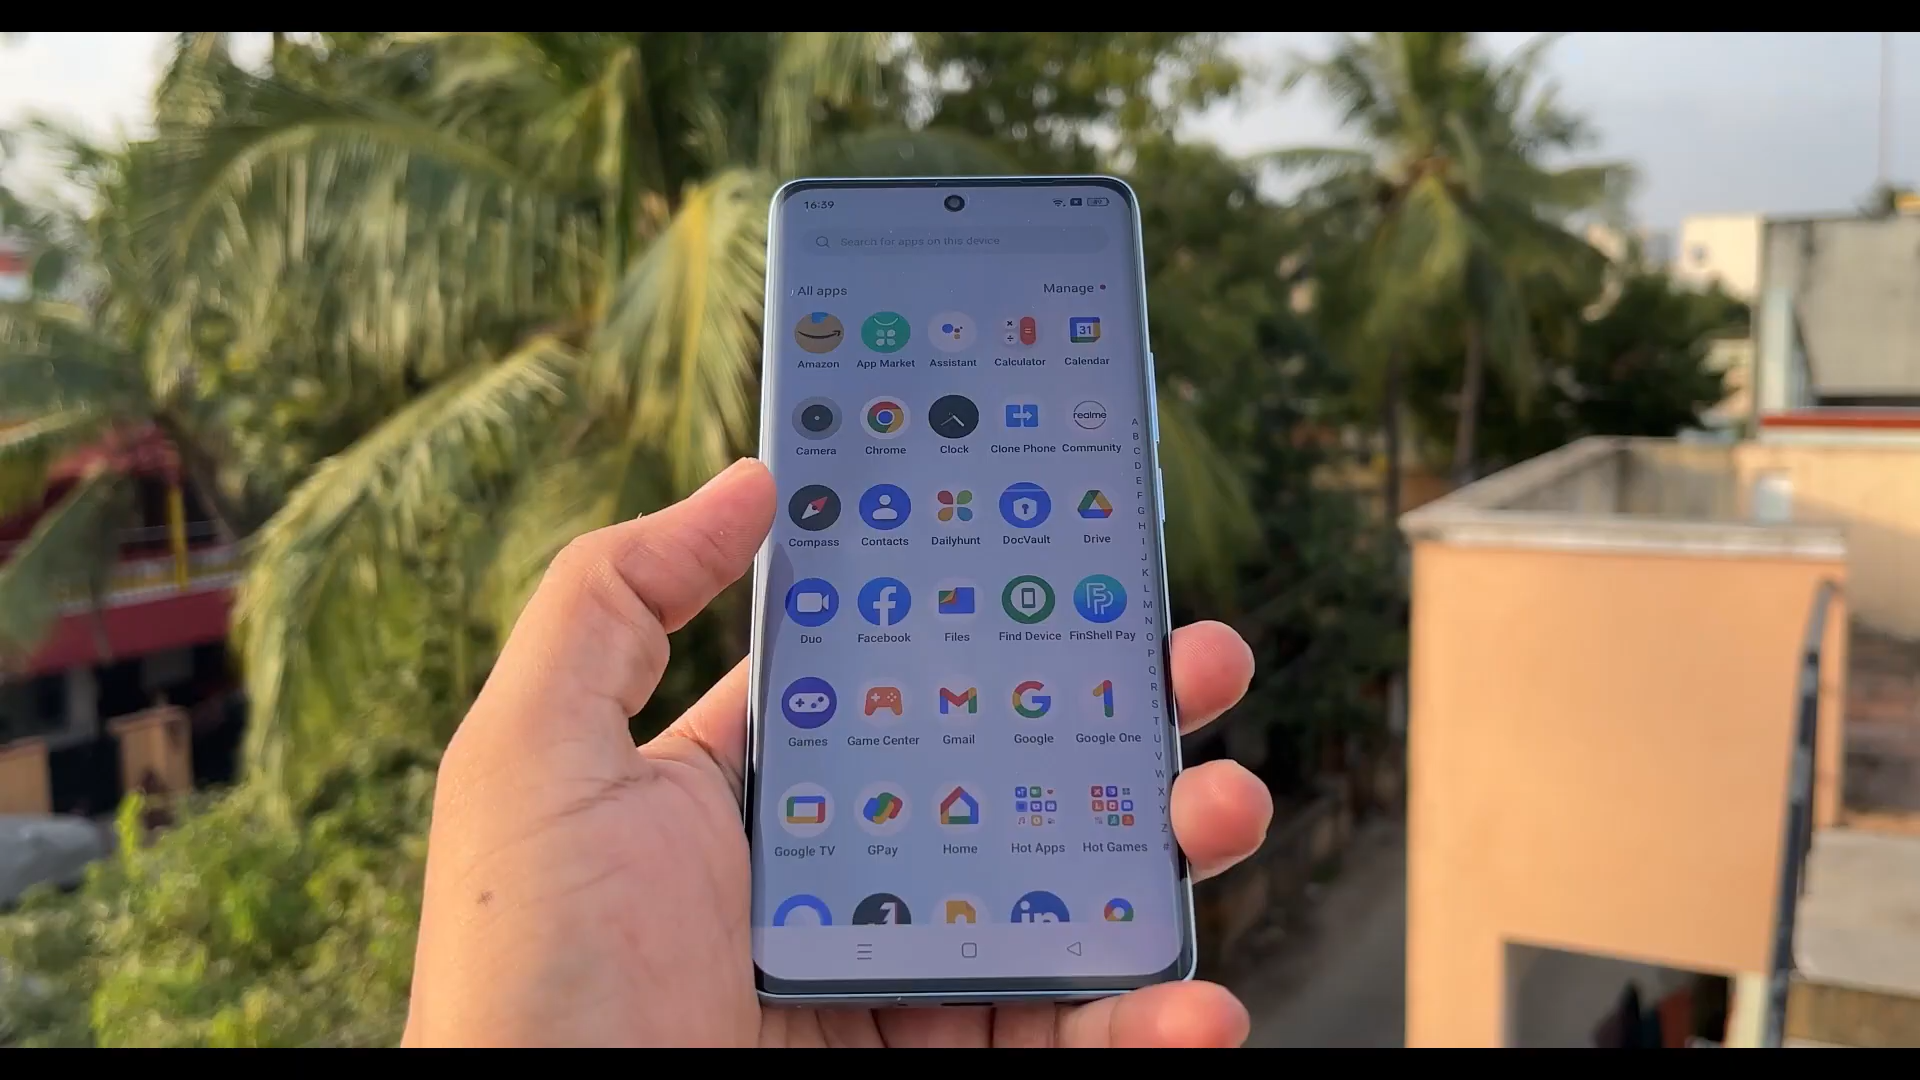 16:39
89
Search for apps on this device
All apps
Manage
31
Amazon
App Market
Assistant
Calculator
Calendar
realme
Camera
Chrome
Clock
Clone Phone
Community
Compass
Contacts
Dailyhunt
DocVault
Drive
Duo
Facebook
Files
Find Device
FinShell Pay
Games
Game Center
Gmail
Google
Google One
Google TV
GPay
Home
Hot Apps
Hot Games
in
A
B
C
D
E
F
G
H
I
J
K
L
M
N
O
P
Q
R
S
T
U
V
W
X
Y
Z
#